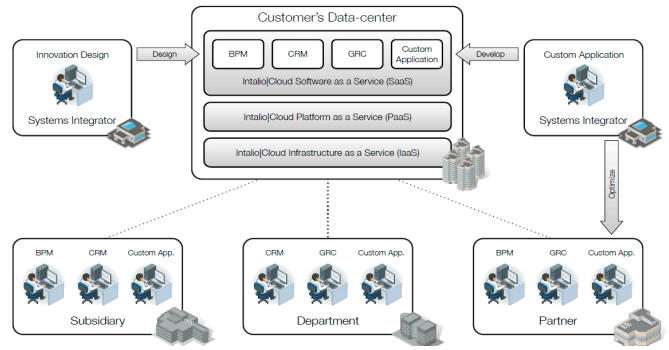 Customer's Data-center
Innovation Design
Systems Integrator
Design
BPM
CRM
GRC
Custom
Application
Intalio|Cloud Software as a Service (SaaS)
Intalio|Cloud Platform as a Service (PaaS)
Intalio|Cloud Infrastructure as a Service (IaaS)
Develop
Custom Application
Systems Integrator
Optimize
BPM CRM Custom App.
Subsidiary
CRM GRC Custom App.
Department
BPM GRC Custom App.
Partner